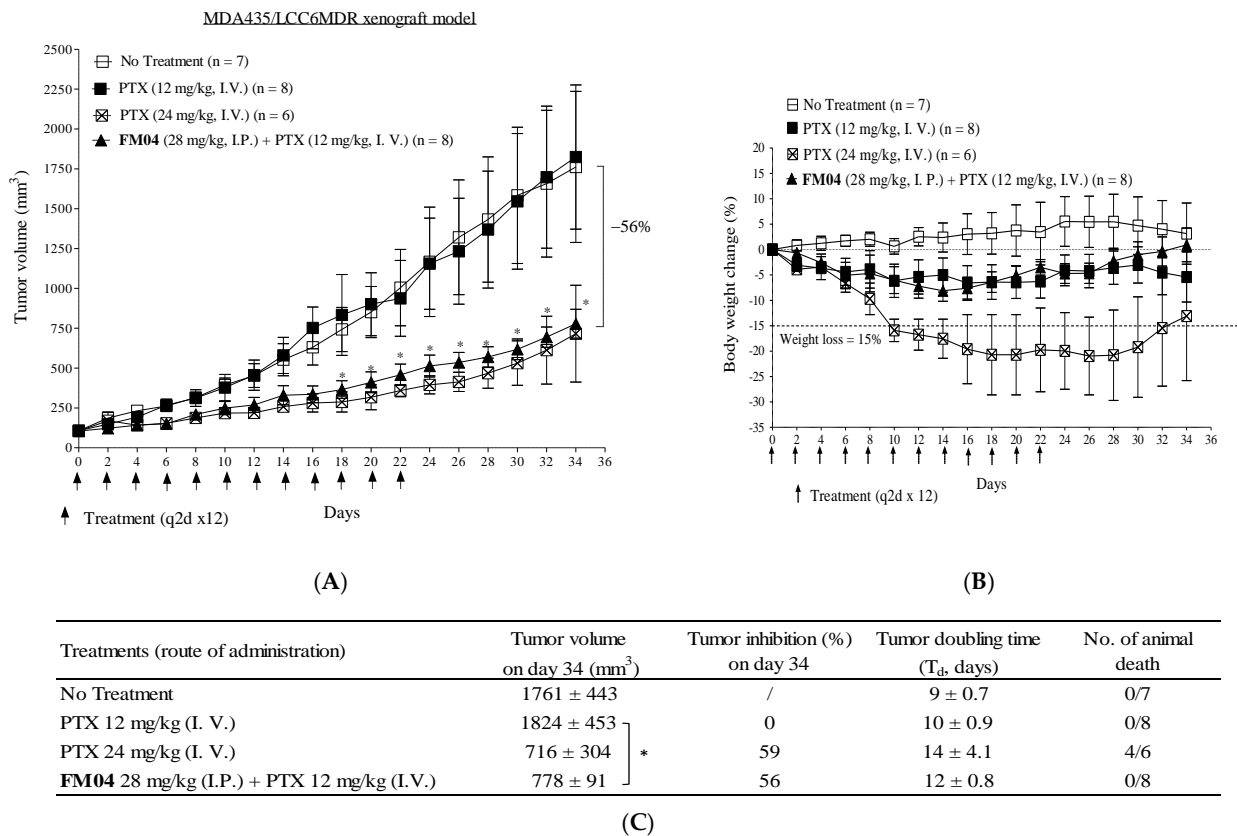 MDA435/LCC6MDR xenograft model
2500
2250
2000
1750
1500
1250
1000
750
500
250
0
Tumor volume (mm³)
No Treatment (n = 7)
PTX (12 mg/kg, I.V.) (n = 8)
PTX (24 mg/kg, I.V.) (n = 6)
FM04 (28 mg/kg, I.P.) + PTX (12 mg/kg, I. V.) (n = 8)
−56%
* * * * * * * * *
0 2 4 6 8 10 12 14 16 18 20 22 24 26 28 30 32 34 36
Days
Treatment (q2d x12)
(A)
No Treatment (n = 7)
PTX (12 mg/kg, I. V.) (n = 8)
PTX (24 mg/kg, I.V.) (n = 6)
FM04 (28 mg/kg, I. P.) + PTX (12 mg/kg, I.V.) (n = 8)
20
15
10
5
0
-5
-10
-15
-20
-25
-30
-35
Body weight change (%)
Weight loss = 15%
0 2 4 6 8 10 12 14 16 18 20 22 24 26 28 30 32 34 36
Days
Treatment (q2d x 12)
(B)
Treatments (route of administration) Tumor volume on day 34 (mm³) Tumor inhibition (%) on day 34 Tumor doubling time (Td, days) No. of animal death
No Treatment 1761 ± 443 / 9 ± 0.7 0/7
PTX 12 mg/kg (I. V.) 1824 ± 453 0 10 ± 0.9 0/8
PTX 24 mg/kg (I. V.) 716 ± 304 * 59 14 ± 4.1 4/6
FM04 28 mg/kg (I.P.) + PTX 12 mg/kg (I.V.) 778 ± 91 56 12 ± 0.8 0/8
(C)